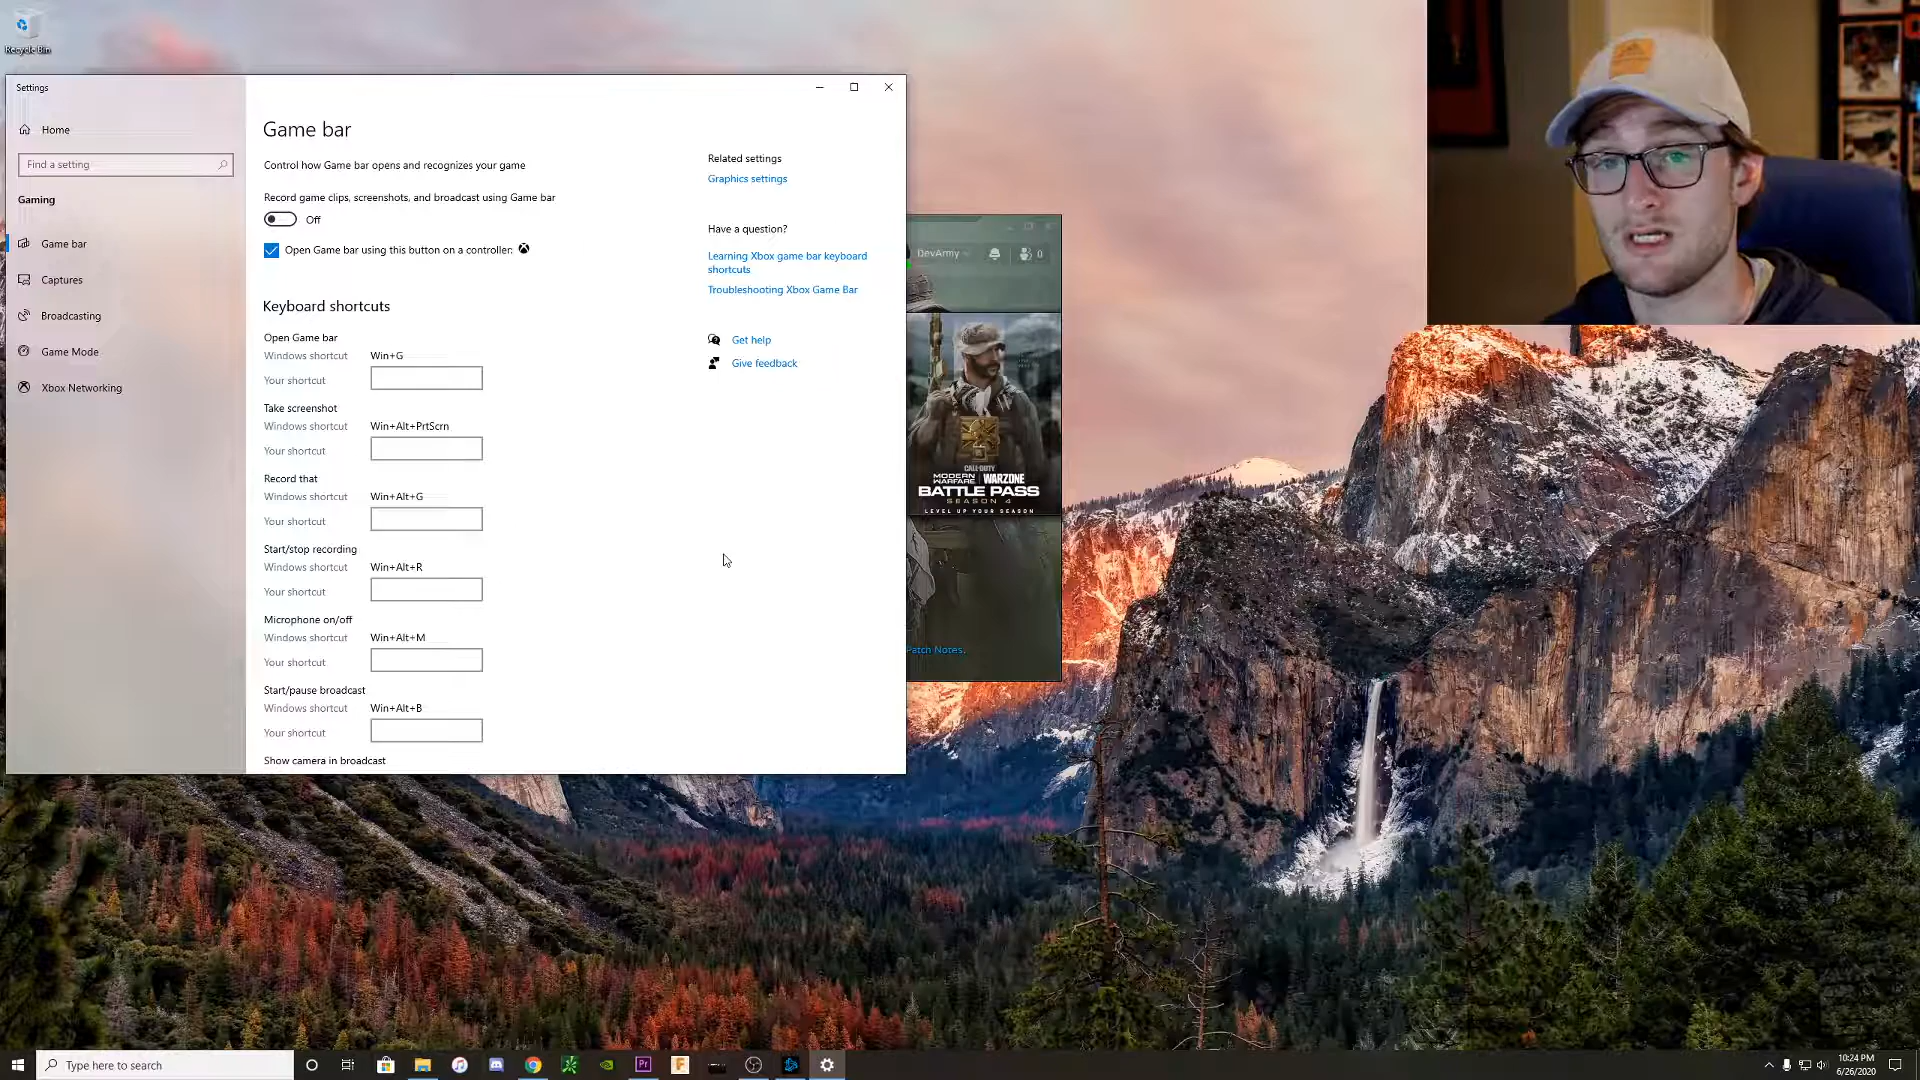 Recycle Bin
Settings
Home
Find a setting
Gaming
Game bar
Captures
Broadcasting
Game Mode
Xbox Networking
Game bar
Control how Game bar opens and recognizes your game
Record game clips, screenshots, and broadcast using Game bar
Off
Open Game bar using this button on a controller:
Keyboard shortcuts
Open Game bar
Windows shortcut Win+G
Your shortcut
Take screenshot
Windows shortcut Win+Alt+PrtScrn
Your shortcut
Record that
Windows shortcut Win+Alt+G
Your shortcut
Start/stop recording
Windows shortcut Win+Alt+R
Your shortcut
Microphone on/off
Windows shortcut Win+Alt+M
Your shortcut
Start/pause broadcast
Windows shortcut Win+Alt+B
Your shortcut
Show camera in broadcast
Related settings
Graphics settings
Have a question?
Learning Xbox game bar keyboard
shortcuts
Troubleshooting Xbox Game Bar
Get help
Give feedback
DevArmy
0
CALL OF DUTY
MODERN WARFARE | WARZONE
BATTLE PASS
SEASON 4
LEVEL UP YOUR SEASON
Patch Notes.
Type here to search
Pr
F
10:24 PM
6/26/2020